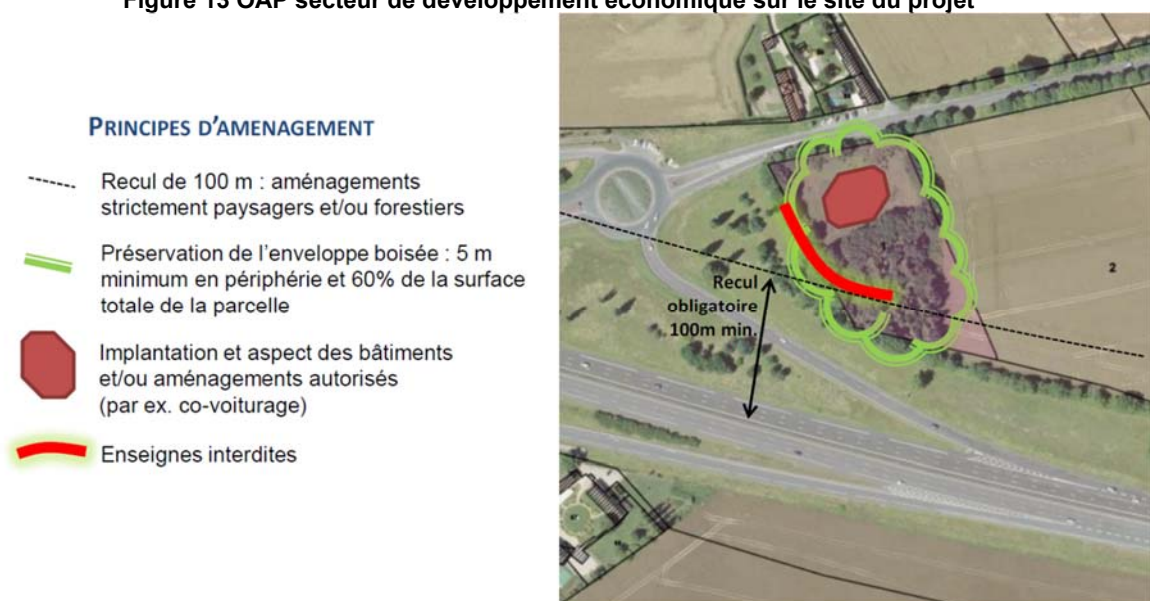 Figure 13 OAP secteur de développement économique sur le site du projet
PRINCIPES D'AMENAGEMENT
Recul de 100 m : aménagements
strictement paysagers et/ou forestiers
Préservation de l'enveloppe boisée : 5 m
minimum en périphérie et 60% de la surface
totale de la parcelle
Implantation et aspect des bâtiments
et/ou aménagements autorisés
(par ex. co-voiturage)
Enseignes interdites
1
2
Recul
obligatoire
100m min.